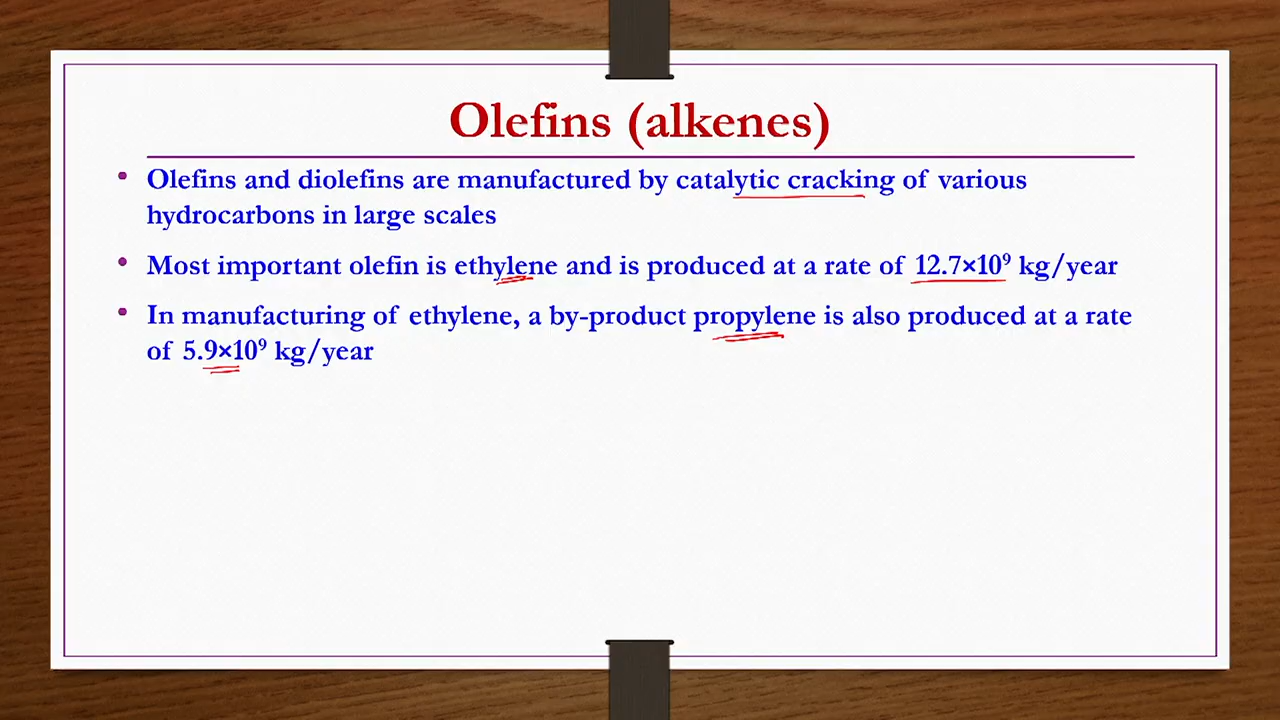 Olefins (alkenes)
• Olefins and diolefins are manufactured by catalytic cracking of various
hydrocarbons in large scales
• Most important olefin is ethylene and is produced at a rate of 12.7×10⁹ kg/year
• In manufacturing of ethylene, a by-product propylene is also produced at a rate
of 5.9×10⁹ kg/year